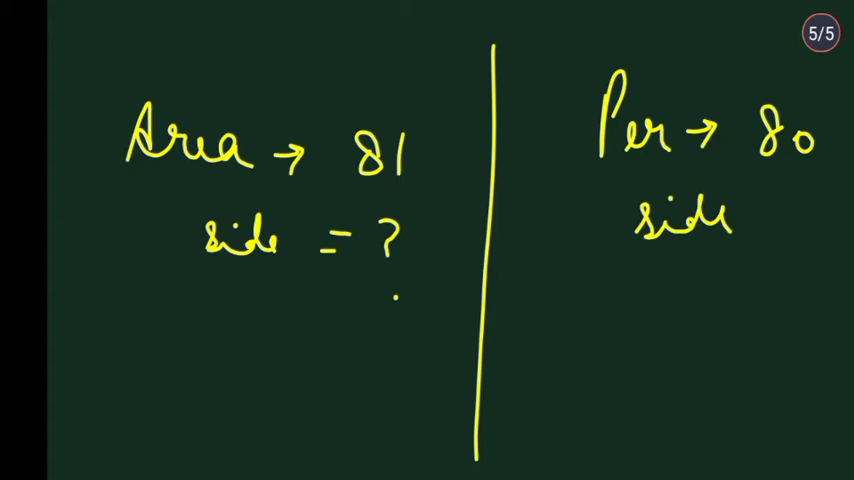 5/5
Area → 81
side = ?
Per → 80
side